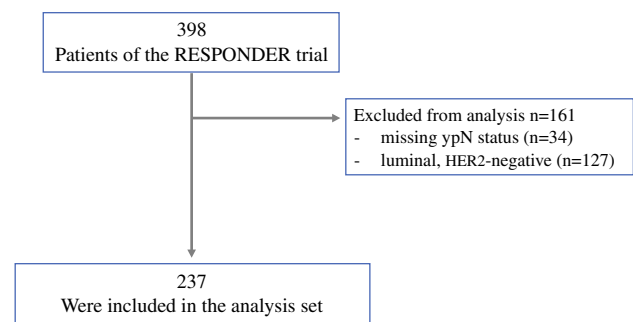 398
Patients of the RESPONDER trial
Excluded from analysis n=161
- missing ypN status (n=34)
- luminal, HER2-negative (n=127)
237
Were included in the analysis set